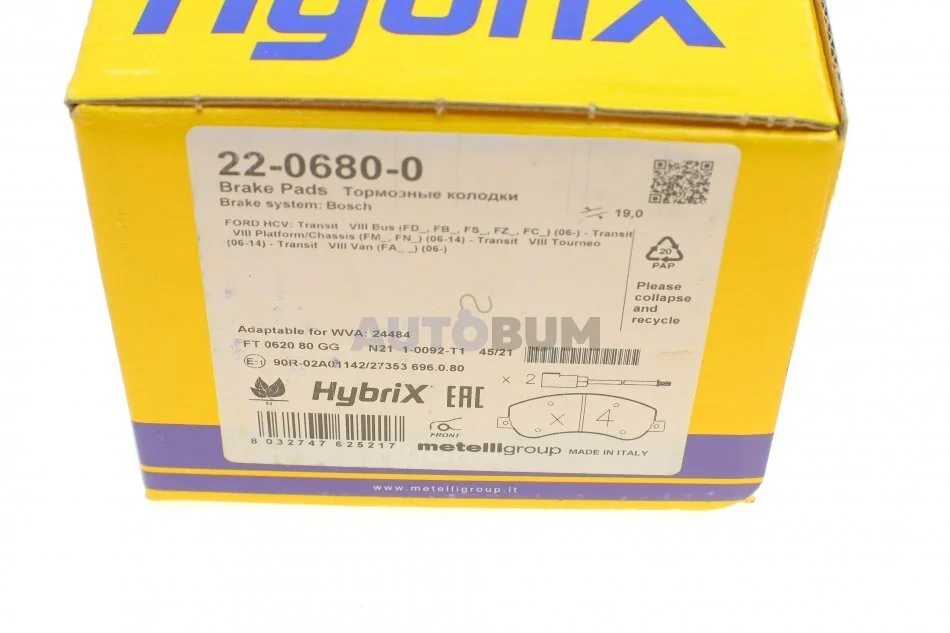 HybriX
22-0680-0
Brake Pads Тормозные колодки
Brake system: Bosch
19,0
FORD HCV: Transit VIII Bus (FD_, FB_, FS_, FZ_, FC_) (06-) - Transit
VIII Platform/Chassis (FM_, FN_) (06-14) - Transit VIII Tourneo
(06-14) - Transit VIII Van (FA_ _) (06-)
20
PAP
Please
collapse
and
recycle
AUTOBUM
Adaptable for WVA: 24484
FT 0620 80 GG N21 1-0092-T1 45/21
E1 90R-02A01142/27353 696.0.80
x 2
N
HybriX EAC
x 4
8 032747 625217
FRONT
metelligroup MADE IN ITALY
www.metelligroup.it